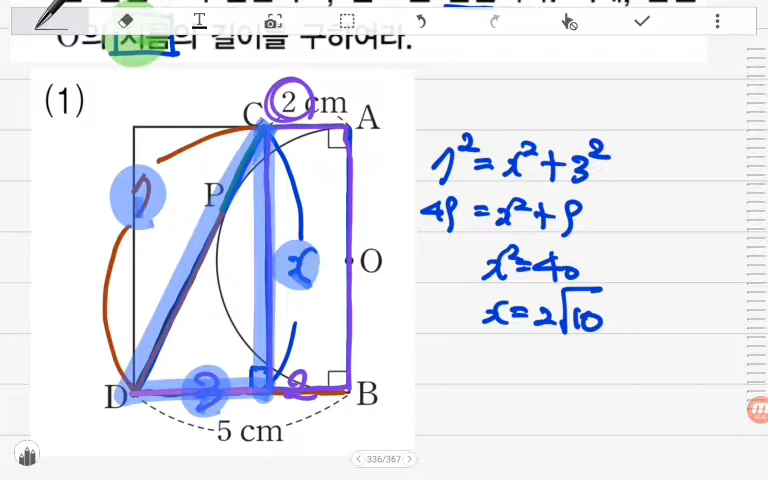 O의 지름의 길이를 구하여라.
(1)
C 2 cm A
7
P
x
O
D 3 2 B
5 cm
7² = x² + 3²
49 = x² + 9
x² = 40
x = 2√10
336/367